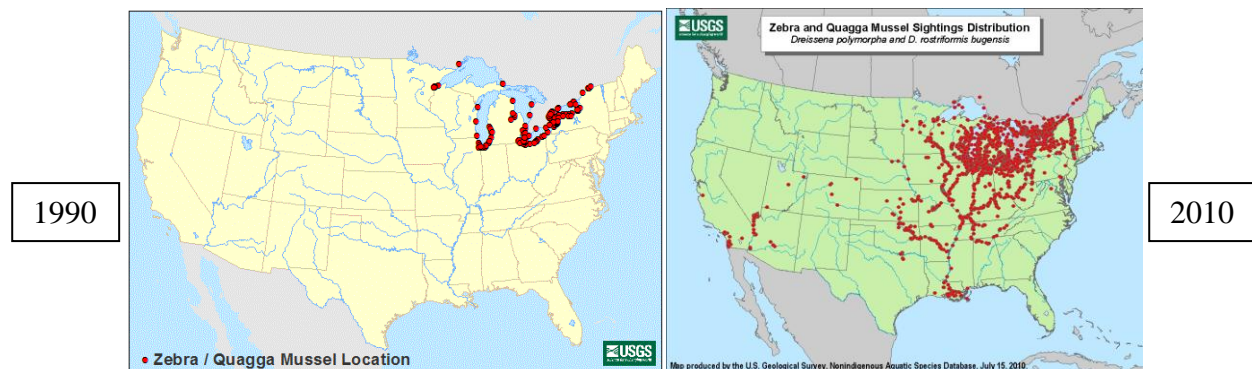 1990
USGS
Zebra / Quagga Mussel Location
USGS
Zebra and Quagga Mussel Sightings Distribution
Dreissena polymorpha and D. rostriformis bugensis
Map produced by the U.S. Geological Survey, Nonindigenous Aquatic Species Database, July 15, 2010.
2010